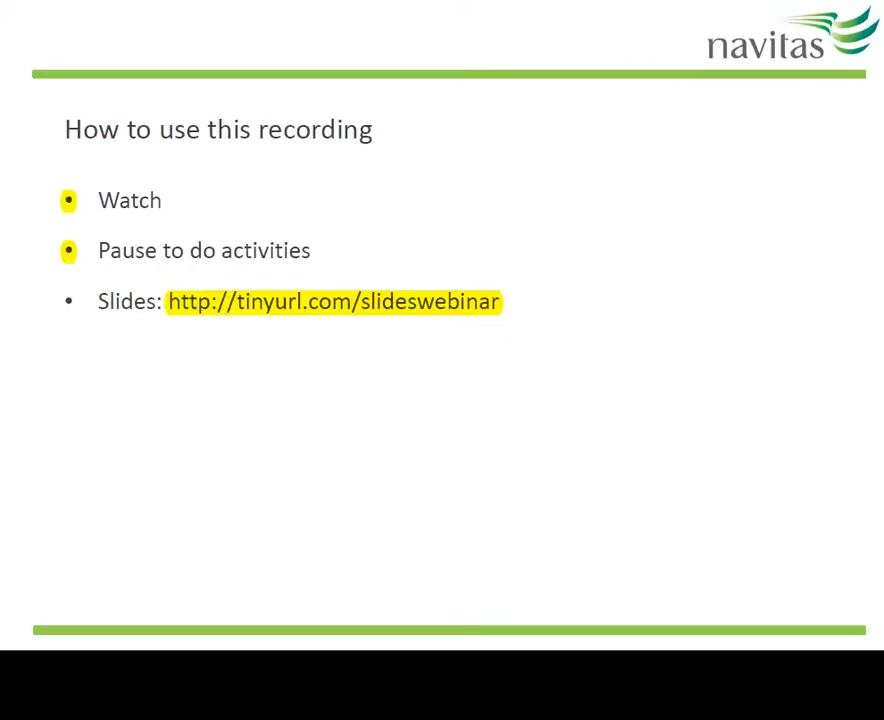 navitas
How to use this recording
• Watch
• Pause to do activities
• Slides: http://tinyurl.com/slideswebinar